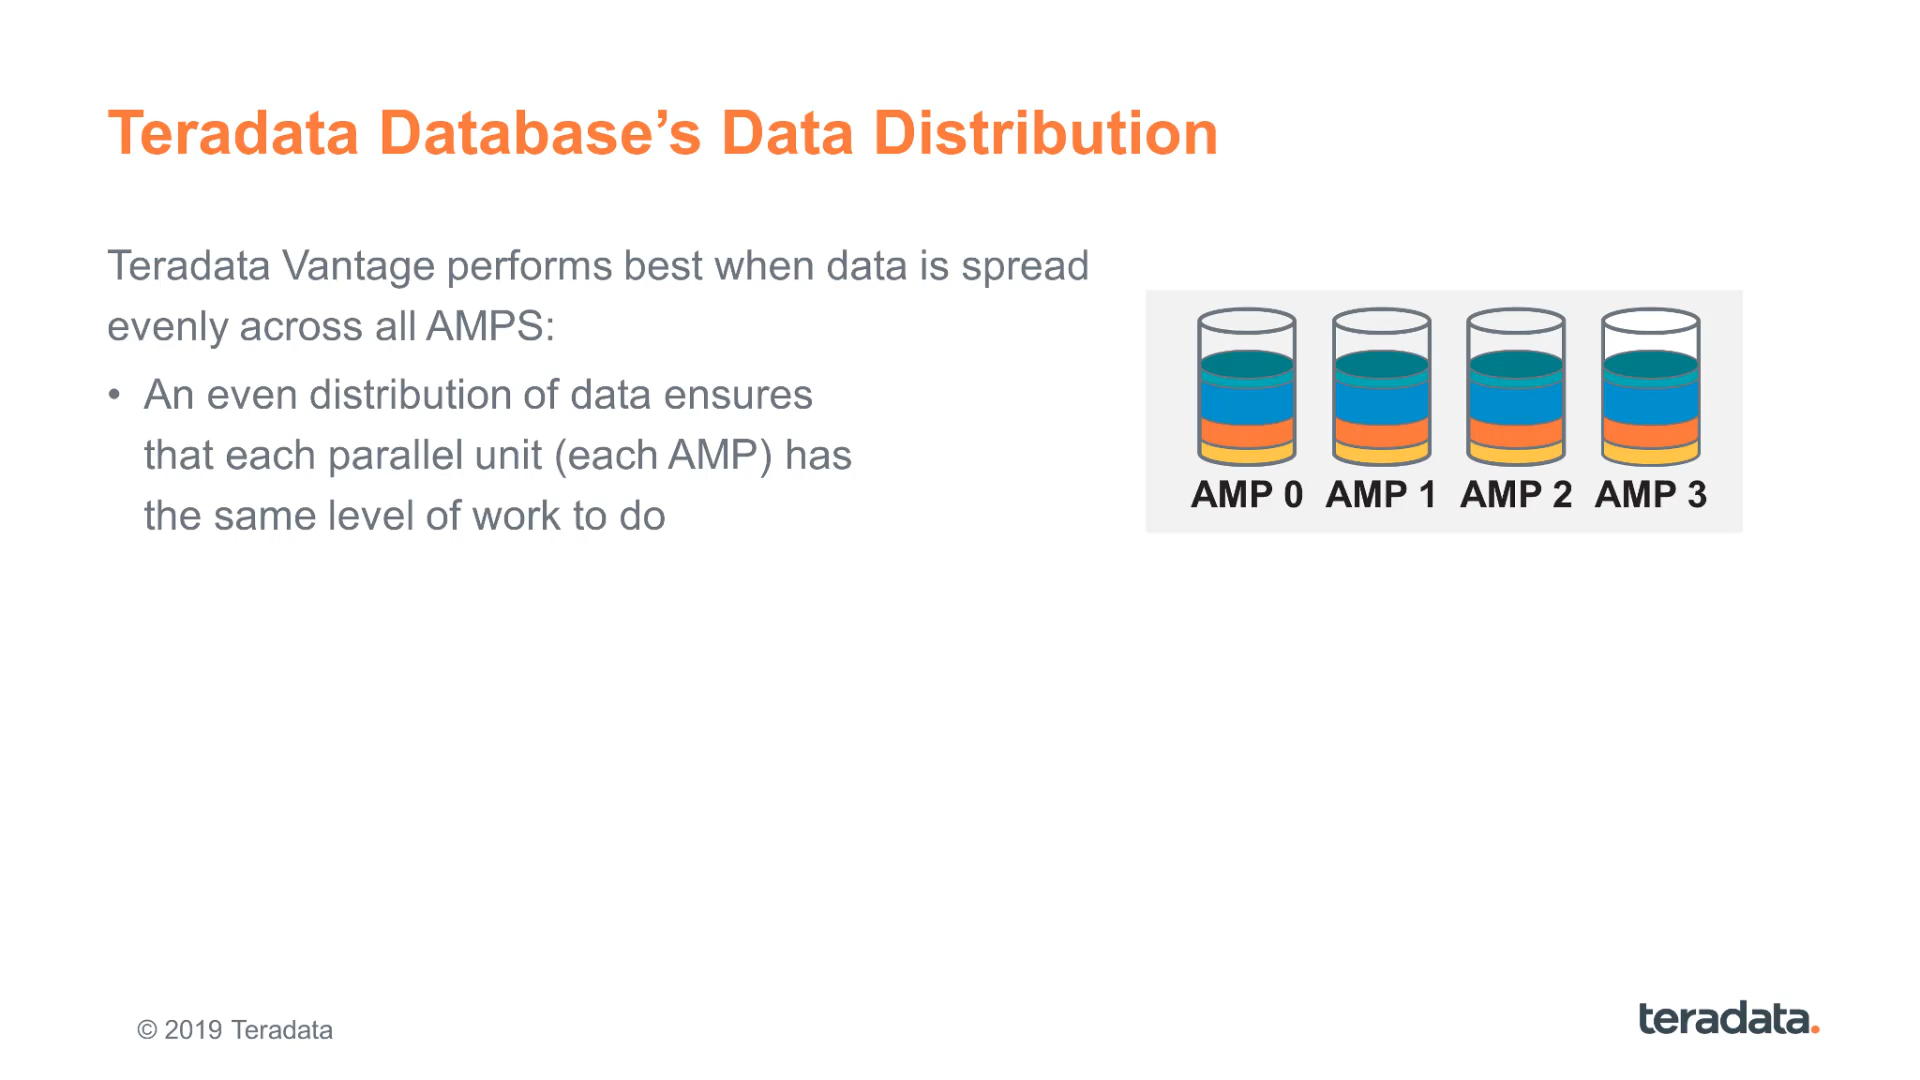 Teradata Database’s Data Distribution
Teradata Vantage performs best when data is spread
evenly across all AMPS:
• An even distribution of data ensures
that each parallel unit (each AMP) has
the same level of work to do
AMP 0 AMP 1 AMP 2 AMP 3
© 2019 Teradata
teradata.